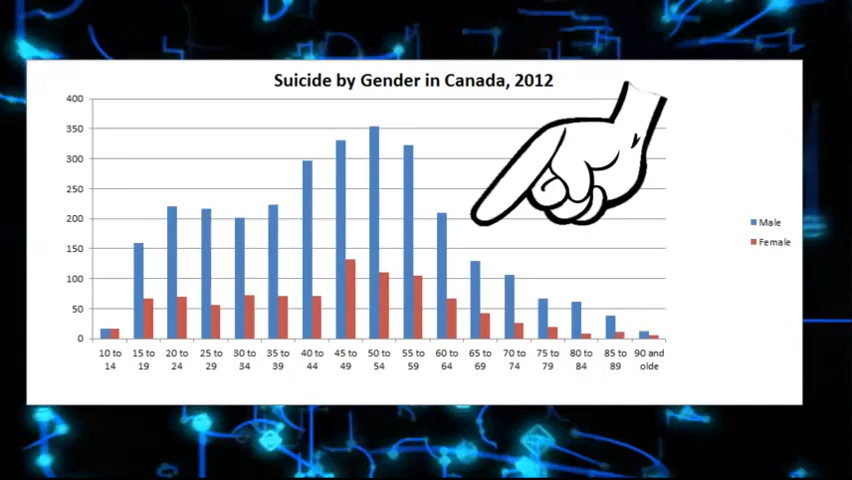 Suicide by Gender in Canada, 2012
400
350
300
250
200
150
100
50
0
10 to 14
15 to 19
20 to 24
25 to 29
30 to 34
35 to 39
40 to 44
45 to 49
50 to 54
55 to 59
60 to 64
65 to 69
70 to 74
75 to 79
80 to 84
85 to 89
90 and olde
Male
Female